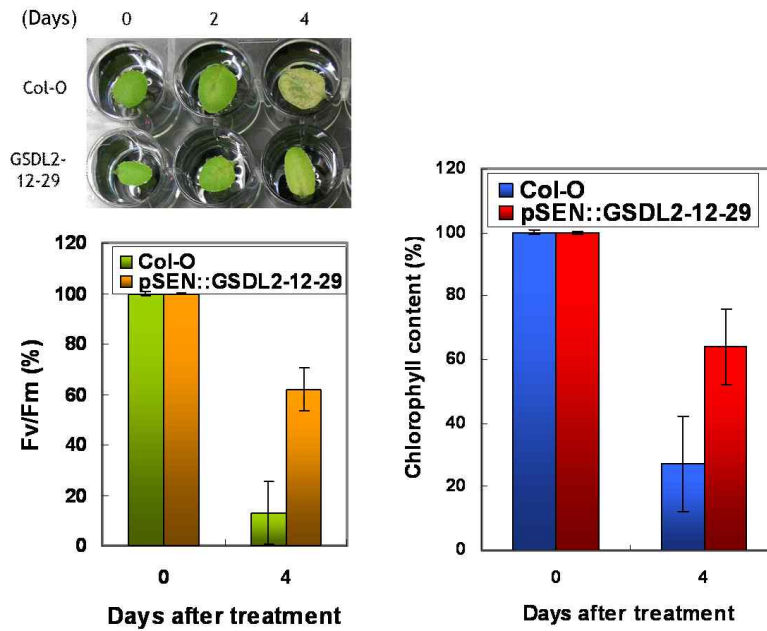 (Days) 0 2 4
Col-O
GSDL2-
12-29
Fv/Fm (%)
120
100
80
60
40
20
0
Col-O
pSEN::GSDL2-12-29
0 4
Days after treatment
Chlorophyll content (%)
120
100
80
60
40
20
0
Col-O
pSEN::GSDL2-12-29
0 4
Days after treatment